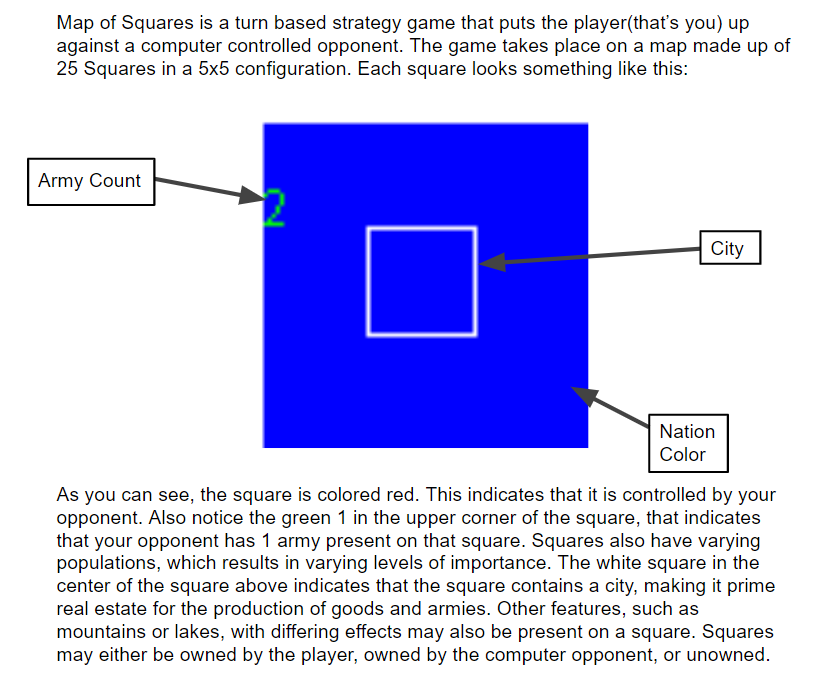 Map of Squares is a turn based strategy game that puts the player(that’s you) up
against a computer controlled opponent. The game takes place on a map made up of
25 Squares in a 5x5 configuration. Each square looks something like this:
Army Count
2
City
Nation
Color
As you can see, the square is colored red. This indicates that it is controlled by your
opponent. Also notice the green 1 in the upper corner of the square, that indicates
that your opponent has 1 army present on that square. Squares also have varying
populations, which results in varying levels of importance. The white square in the
center of the square above indicates that the square contains a city, making it prime
real estate for the production of goods and armies. Other features, such as
mountains or lakes, with differing effects may also be present on a square. Squares
may either be owned by the player, owned by the computer opponent, or unowned.